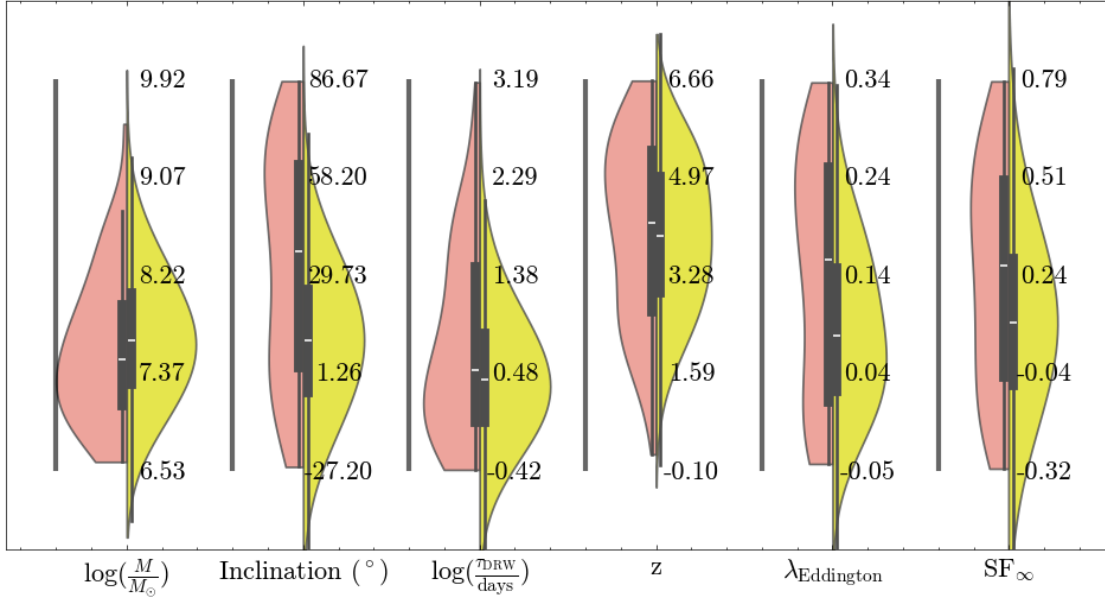 9.92 86.67 3.19 6.66 0.34 0.79
9.07 58.20 2.29 4.97 0.24 0.51
8.22 29.73 1.38 3.28 0.14 0.24
7.37 1.26 0.48 1.59 0.04 -0.04
6.53 -27.20 -0.42 -0.10 -0.05 -0.32
log(M/M☉) Inclination (°) log(τDRW/days) z λEddington SF∞